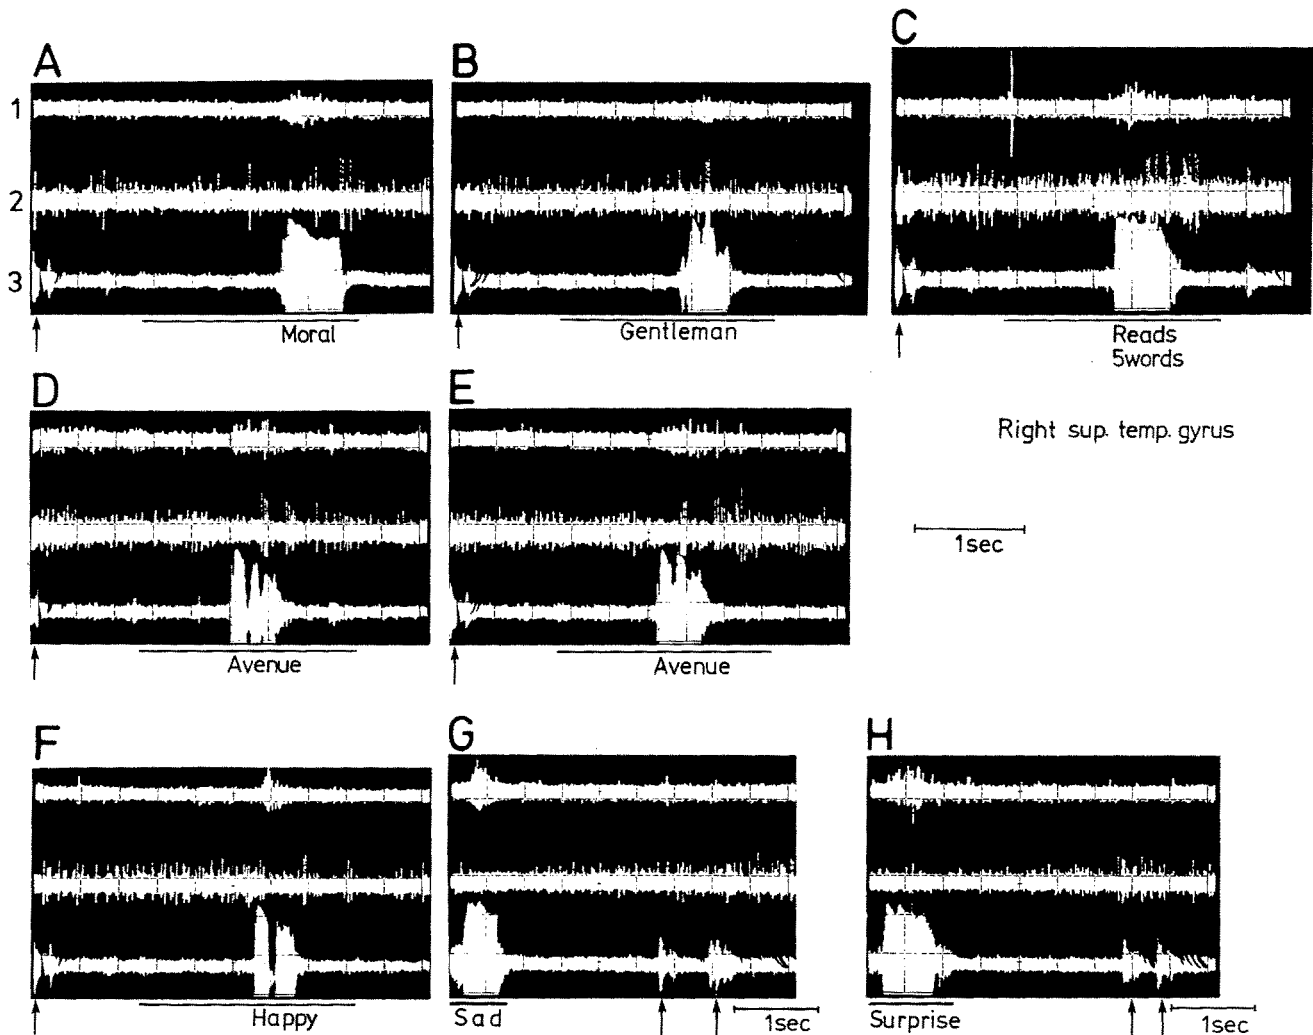 A
B
C
1
2
3
Moral
Gentleman
Reads
5words
D
E
Right sup. temp. gyrus
1sec
Avenue
Avenue
F
G
H
Happy
Sad
1sec
Surprise
1sec